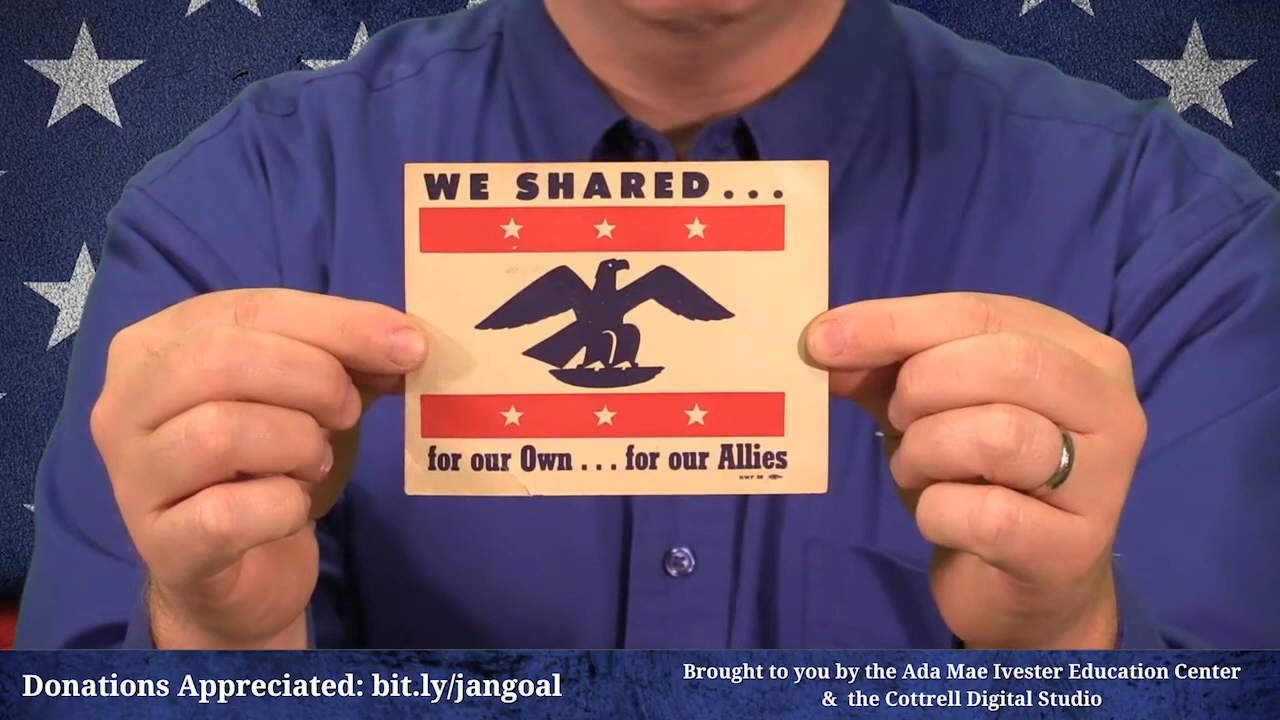 WE SHARED...
for our Own...for our Allies
Donations Appreciated: bit.ly/jangoal
Brought to you by the Ada Mae Ivester Education Center
& the Cottrell Digital Studio